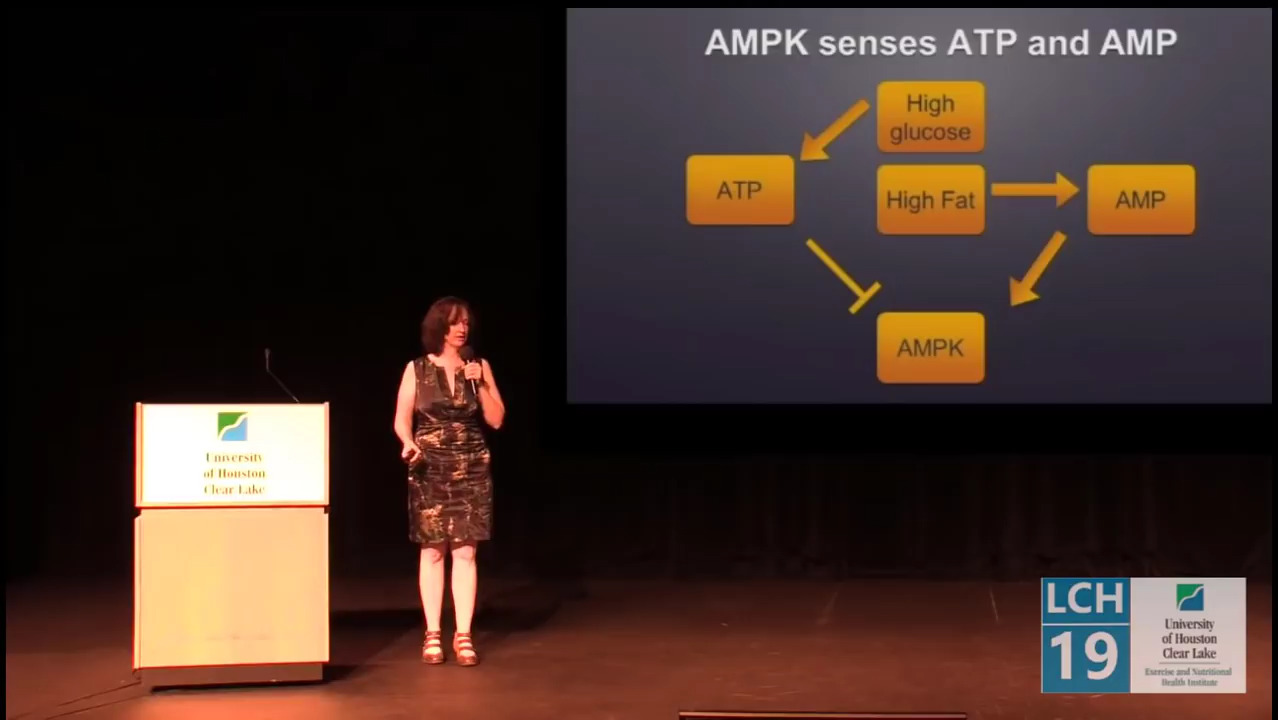 AMPK senses ATP and AMP
High
glucose
ATP
High Fat
AMP
AMPK
University
of Houston
Clear Lake
LCH
19
University
of Houston
Clear Lake
Exercise and Nutritional
Health Institute